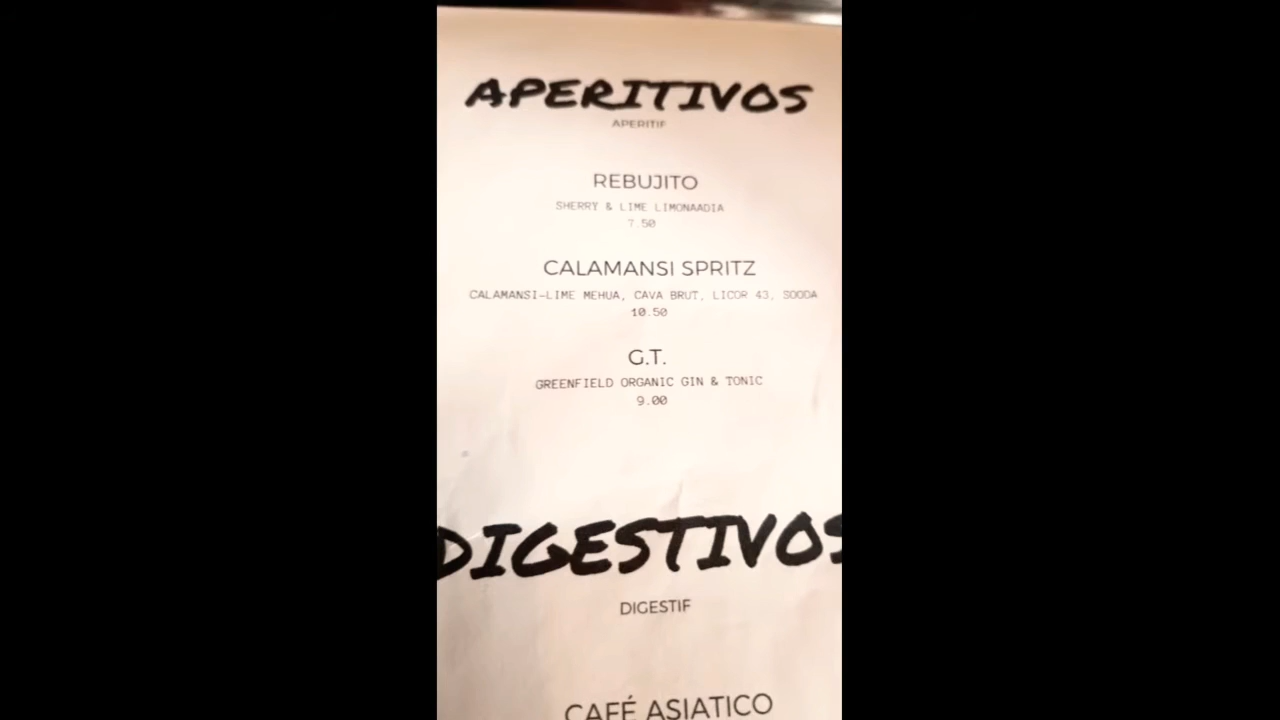 APERITIVOS
APERITIF
REBUJITO
SHERRY & LIME LIMONAADIA
7.50
CALAMANSI SPRITZ
CALAMANSI-LIME MEHUA, CAVA BRUT, LICOR 43, SOODA
10.50
G.T.
GREENFIELD ORGANIC GIN & TONIC
9.00
DIGESTIVOS
DIGESTIF
CAFÉ ASIATICO